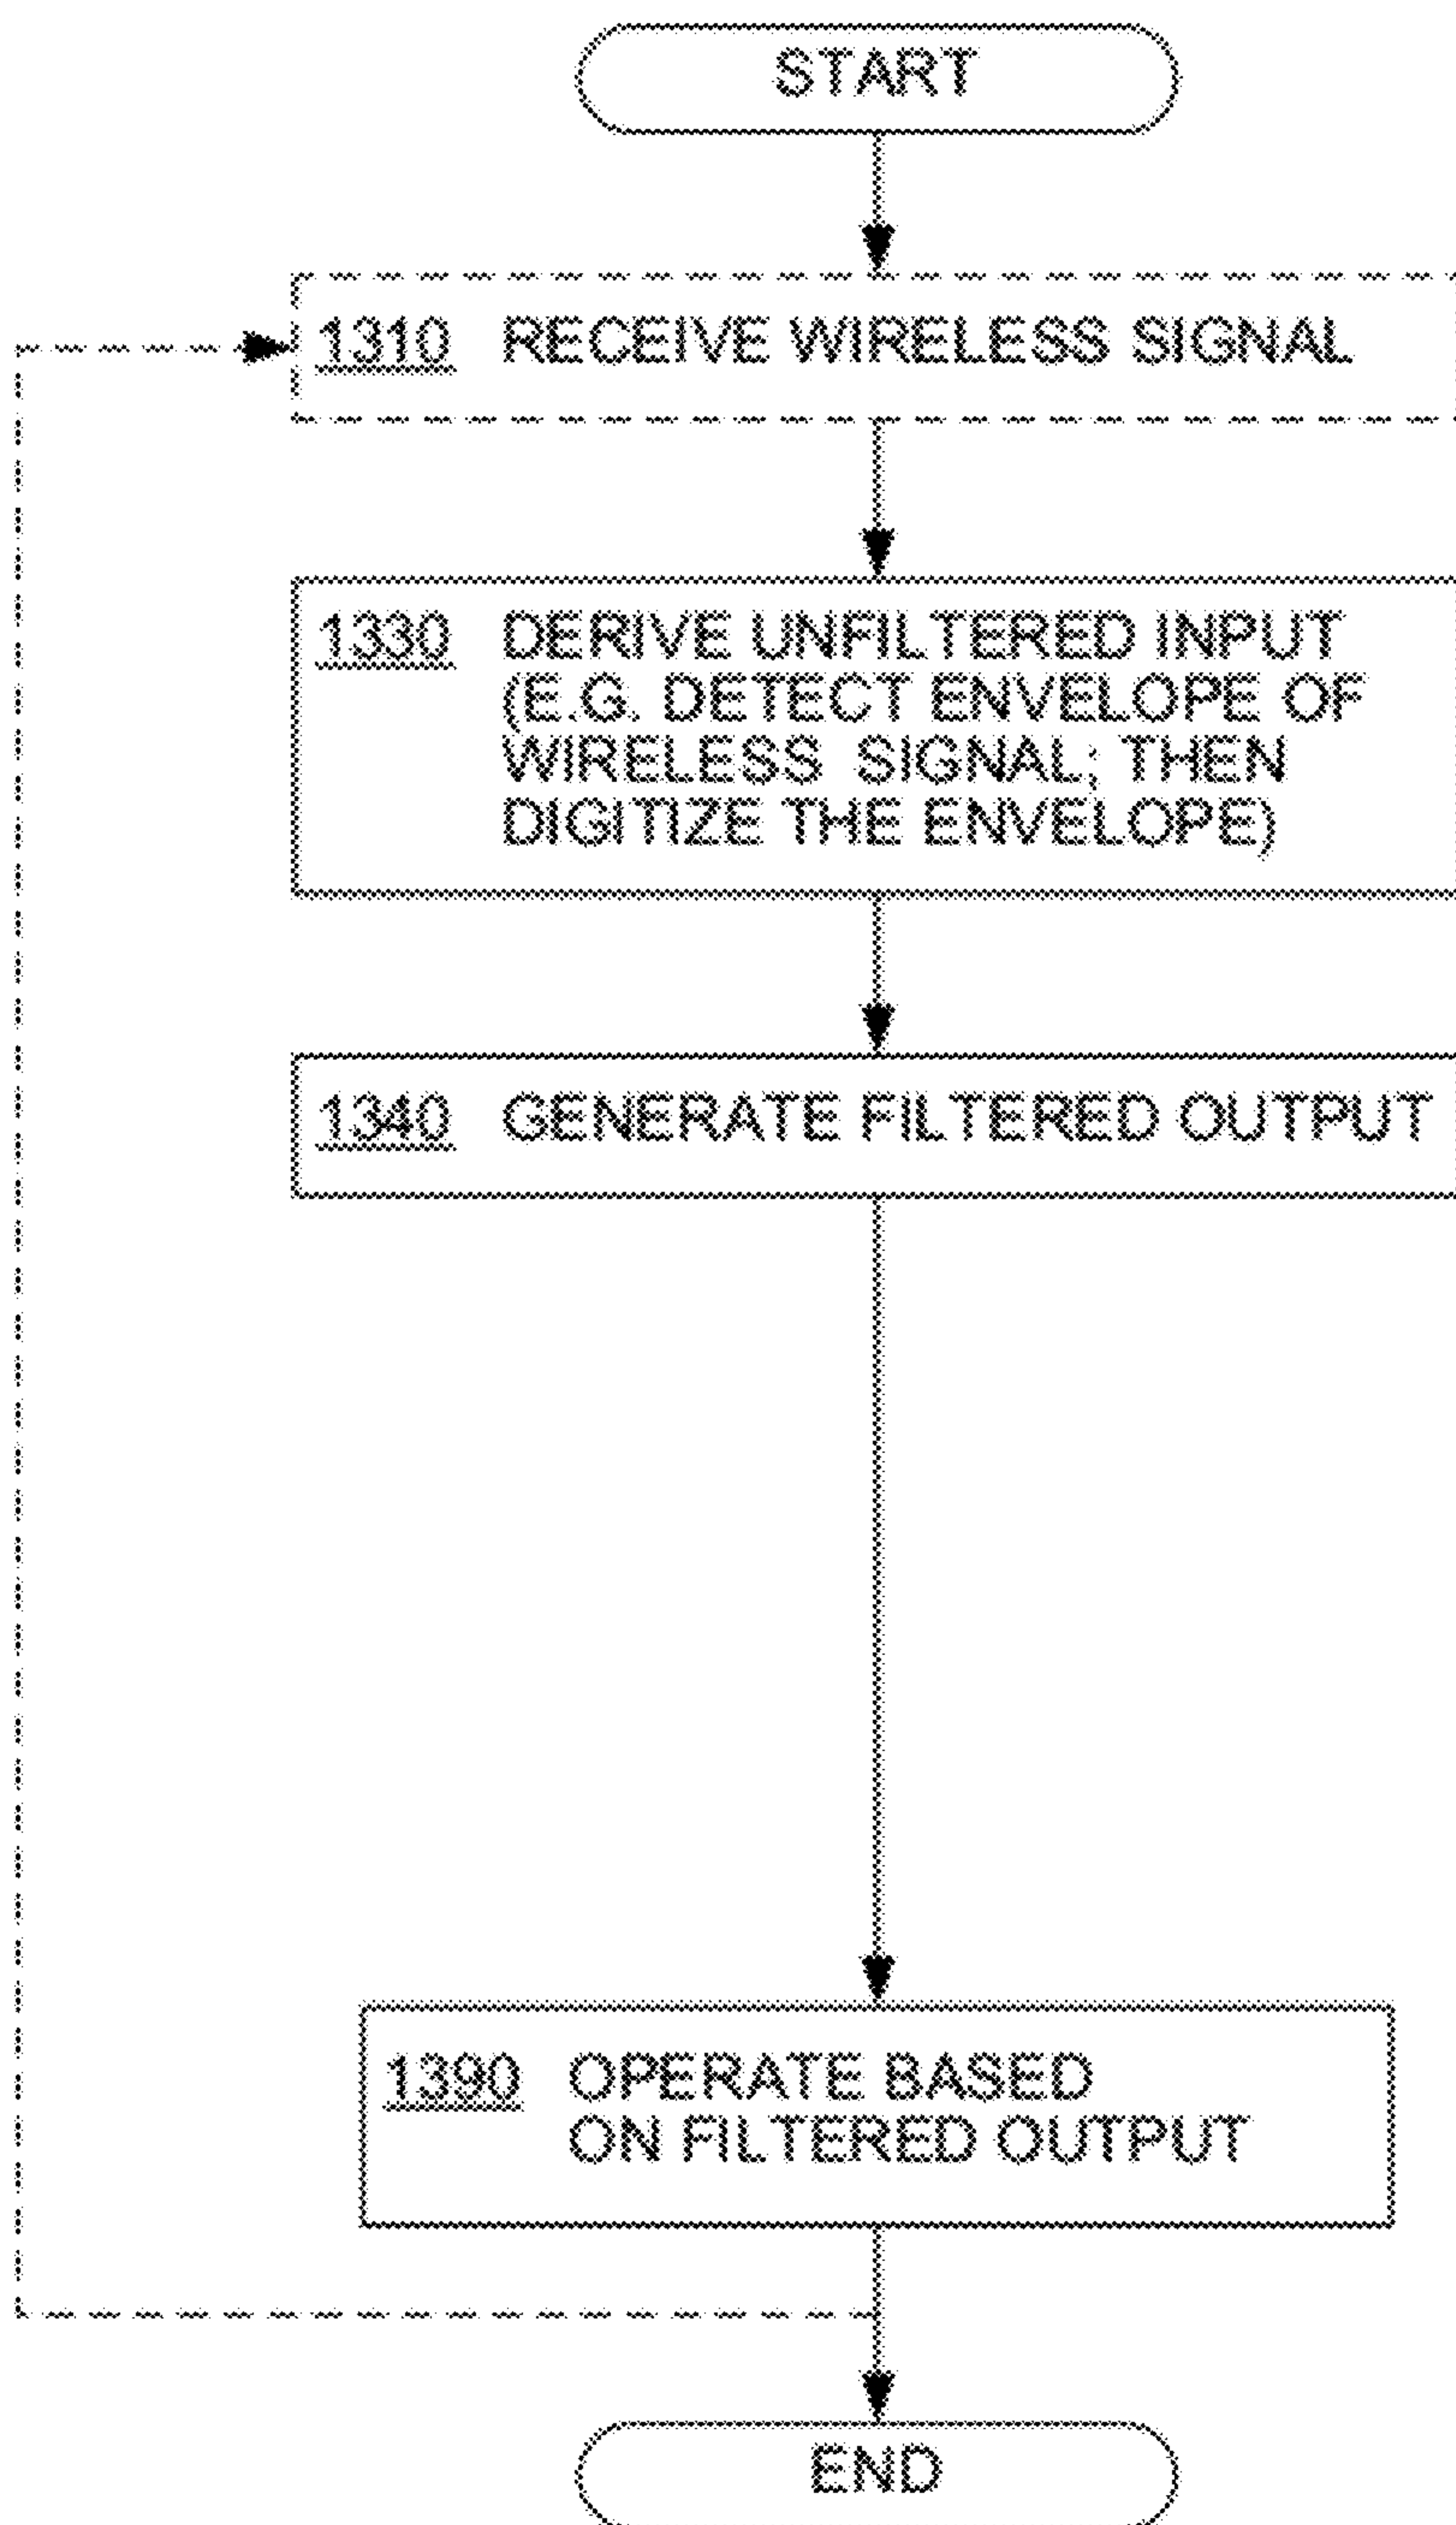 START
1310 RECEIVE WIRELESS SIGNAL
1330 DERIVE UNFILTERED INPUT
(E.G. DETECT ENVELOPE OF
WIRELESS SIGNAL; THEN
DIGITIZE THE ENVELOPE)
1340 GENERATE FILTERED OUTPUT
1390 OPERATE BASED
ON FILTERED OUTPUT
END